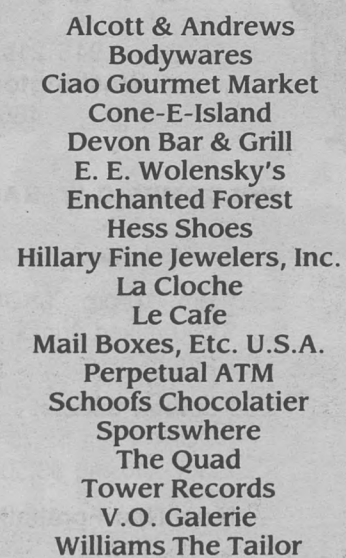 Alcott & Andrews
Bodywares
Ciao Gourmet Market
Cone-E-Island
Devon Bar & Grill
E. E. Wolensky's
Enchanted Forest
Hess Shoes
Hillary Fine Jewelers, Inc.
La Cloche
Le Cafe
Mail Boxes, Etc. U.S.A.
Perpetual ATM
Schoofs Chocolatier
Sportswhere
The Quad
Tower Records
V.O. Galerie
Williams The Tailor